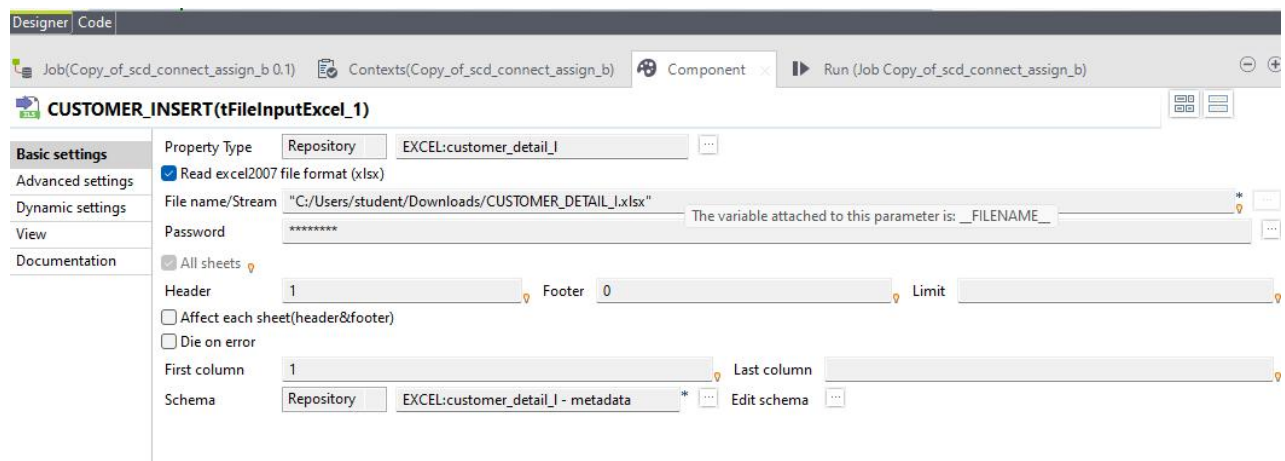 Designer Code
Job(Copy_of_scd_connect_assign_b 0.1) Contexts(Copy_of_scd_connect_assign_b) Component Run (Job Copy_of_scd_connect_assign_b)
XLS CUSTOMER_INSERT(tFileInputExcel_1)
Basic settings
Advanced settings
Dynamic settings
View
Documentation
Property Type Repository EXCEL:customer_detail_I ...
Read excel2007 file format (xlsx)
File name/Stream "C:/Users/student/Downloads/CUSTOMER_DETAIL_I.xlsx" * ...
The variable attached to this parameter is: __FILENAME__
Password ******** ...
All sheets
Header 1 Footer 0 Limit
Affect each sheet(header&footer)
Die on error
First column 1 Last column
Schema Repository EXCEL:customer_detail_I - metadata * ... Edit schema ...